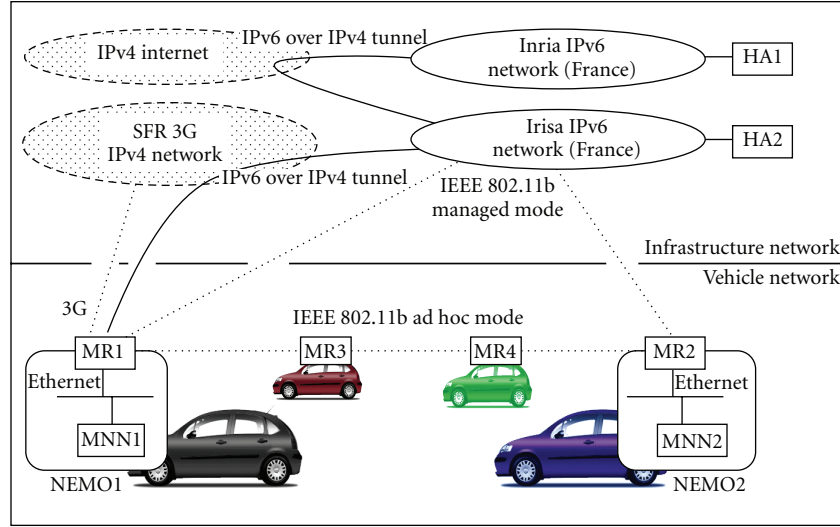 IPv4 internet
IPv6 over IPv4 tunnel
Inria IPv6
network (France)
HA1
SFR 3G
IPv4 network
Irisa IPv6
network (France)
HA2
IPv6 over IPv4 tunnel
IEEE 802.11b
managed mode
Infrastructure network
Vehicle network
3G
IEEE 802.11b ad hoc mode
MR1
MR3
MR4
MR2
Ethernet
Ethernet
MNN1
MNN2
NEMO1
NEMO2